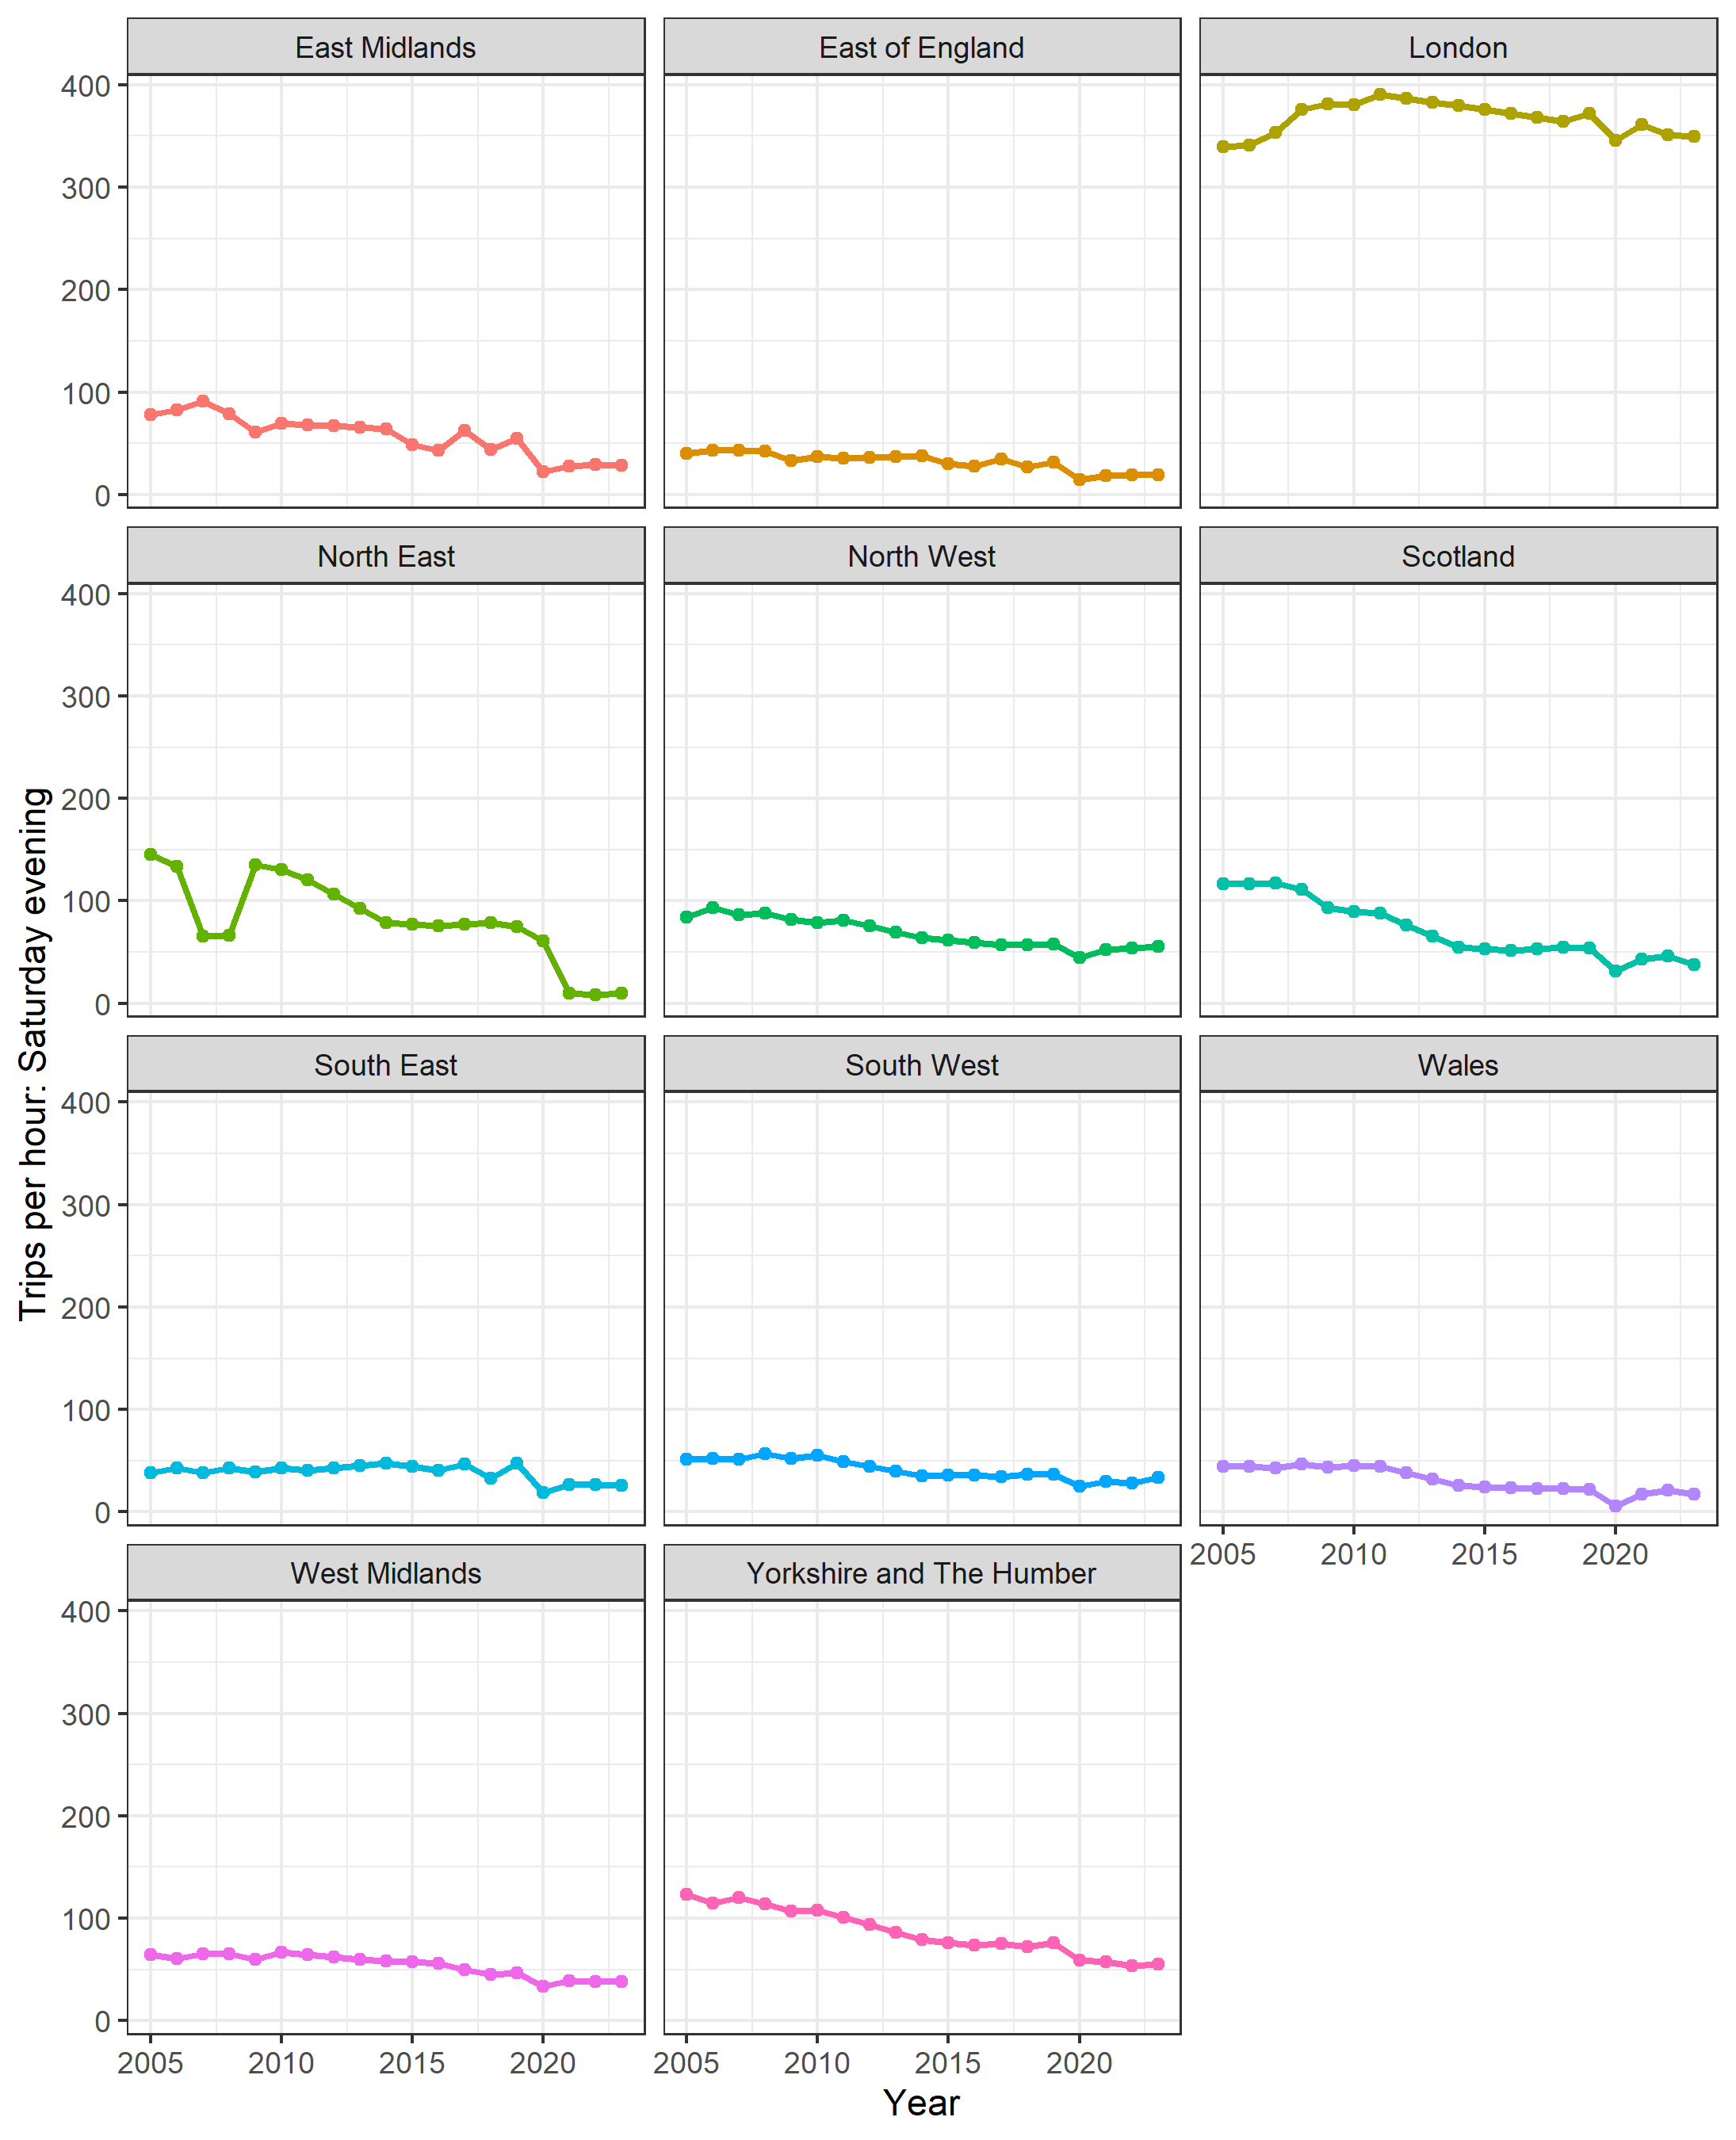 East Midlands
East of England
London
400
300
200
100
0
North East
North West
Scotland
400
300
200
100
0
Trips per hour: Saturday evening
South East
South West
Wales
400
300
200
100
0
2005 2010 2015 2020
West Midlands
Yorkshire and The Humber
400
300
200
100
0
2005 2010 2015 2020
2005 2010 2015 2020
Year